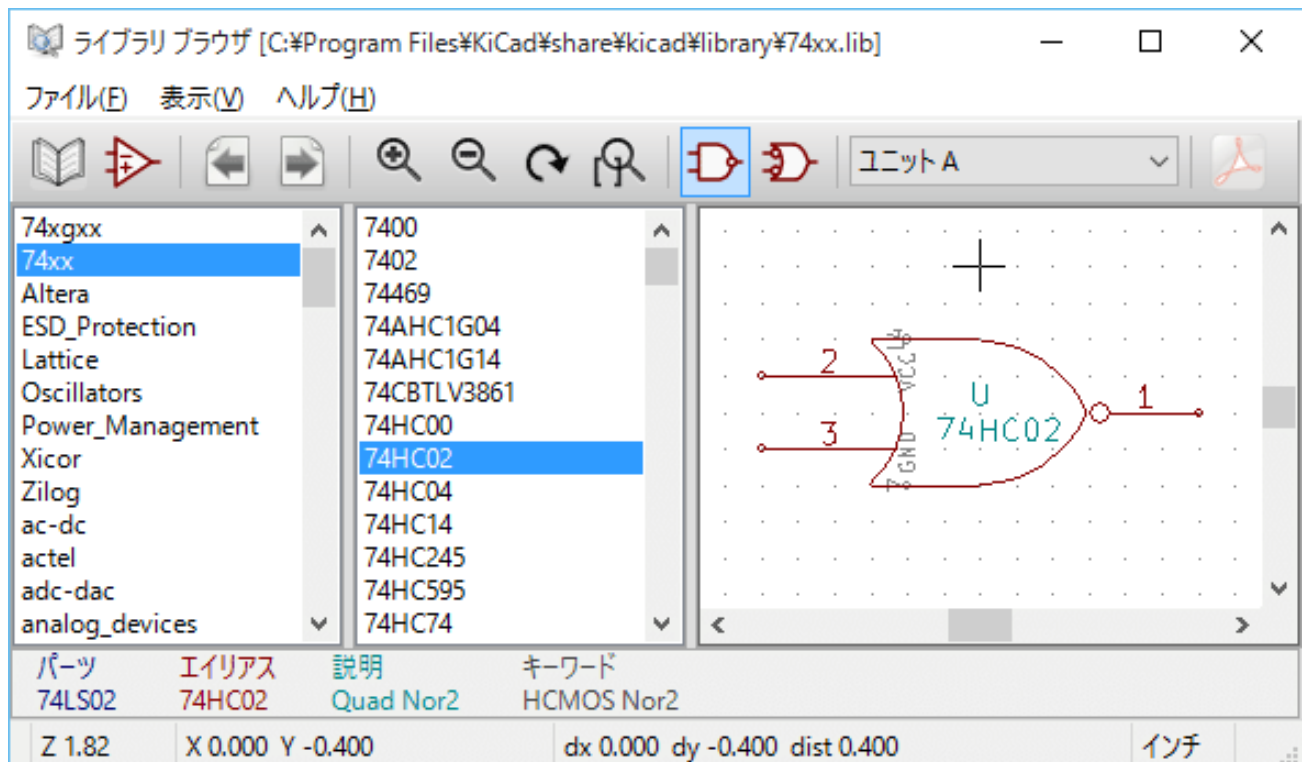 ライブラリ ブラウザ [C:¥Program Files¥KiCad¥share¥kicad¥library¥74xx.lib]
ファイル(F) 表示(V) ヘルプ(H)
ユニット A
74xgxx
74xx
Altera
ESD_Protection
Lattice
Oscillators
Power_Management
Xicor
Zilog
ac-dc
actel
adc-dac
analog_devices
7400
7402
74469
74AHC1G04
74AHC1G14
74CBTLV3861
74HC00
74HC02
74HC04
74HC14
74HC245
74HC595
74HC74
14
VCC
2
U
1
74HC02
3
GND
7
パーツ エイリアス 説明 キーワード
74LS02 74HC02 Quad Nor2 HCMOS Nor2
Z 1.82 X 0.000 Y -0.400 dx 0.000 dy -0.400 dist 0.400 インチ